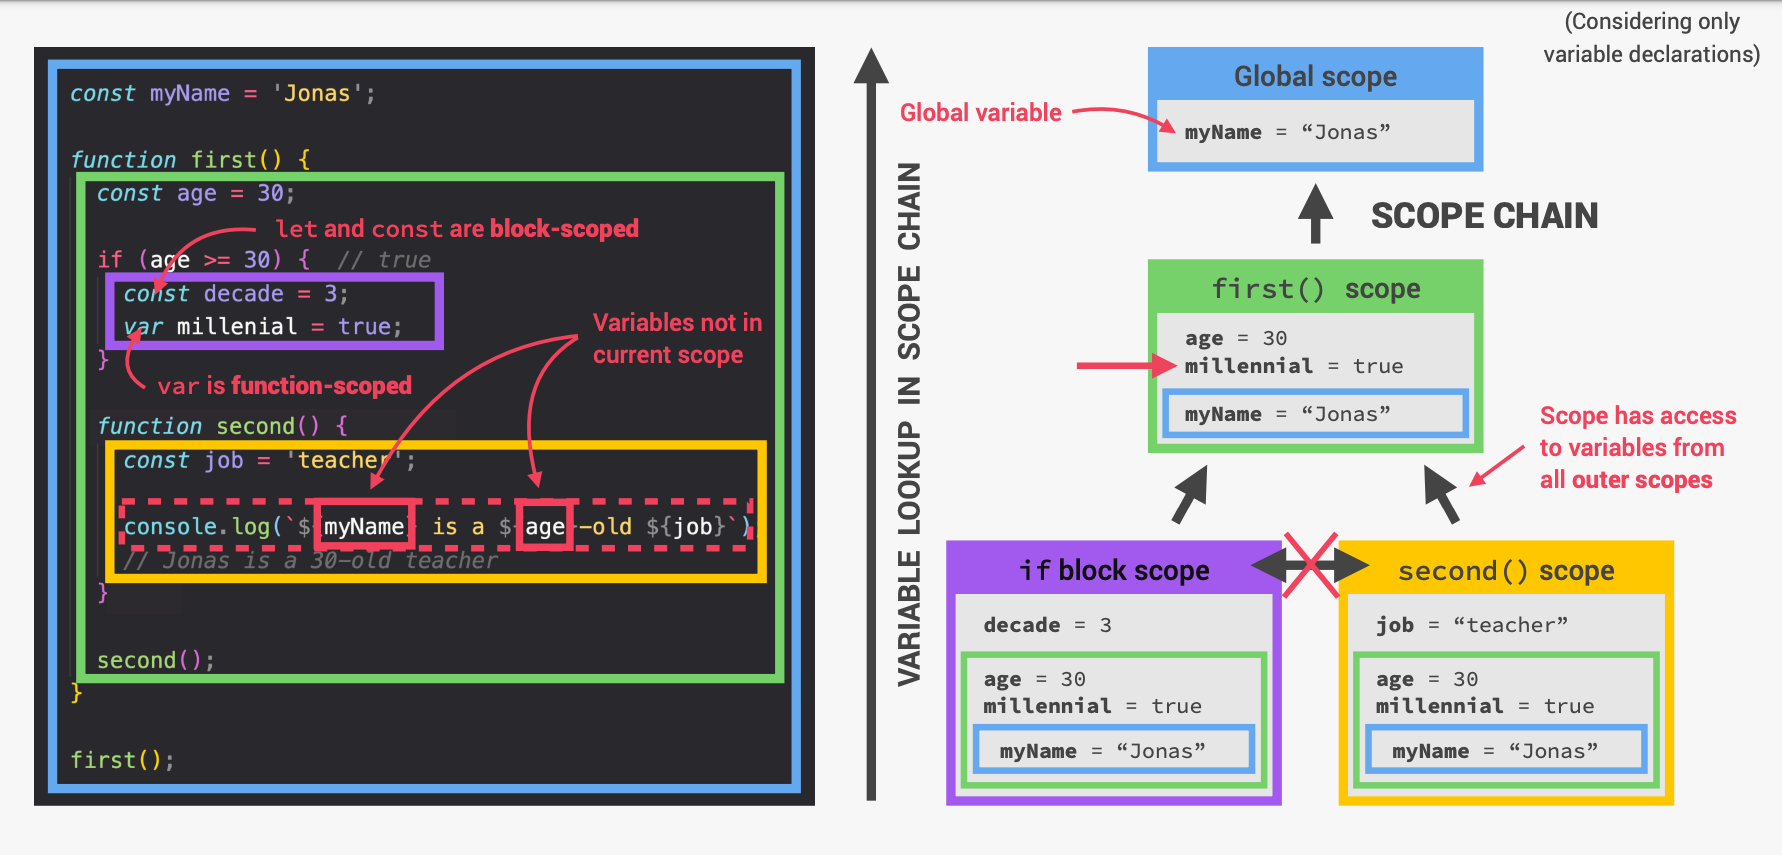 (Considering only
variable declarations)
const myName = 'Jonas';
function first() {
const age = 30;
let and const are block-scoped
if (age >= 30) { // true
const decade = 3;
var millenial = true;
}
var is function-scoped
Variables not in
current scope
function second() {
const job = 'teacher';
console.log(`${myName} is a ${age}-old ${job}`)
// Jonas is a 30-old teacher
}
second();
}
first();
VARIABLE LOOKUP IN SCOPE CHAIN
Global variable
Global scope
myName = “Jonas”
SCOPE CHAIN
first() scope
age = 30
millennial = true
myName = “Jonas”
Scope has access
to variables from
all outer scopes
if block scope
decade = 3
age = 30
millennial = true
myName = “Jonas”
second() scope
job = “teacher”
age = 30
millennial = true
myName = “Jonas”